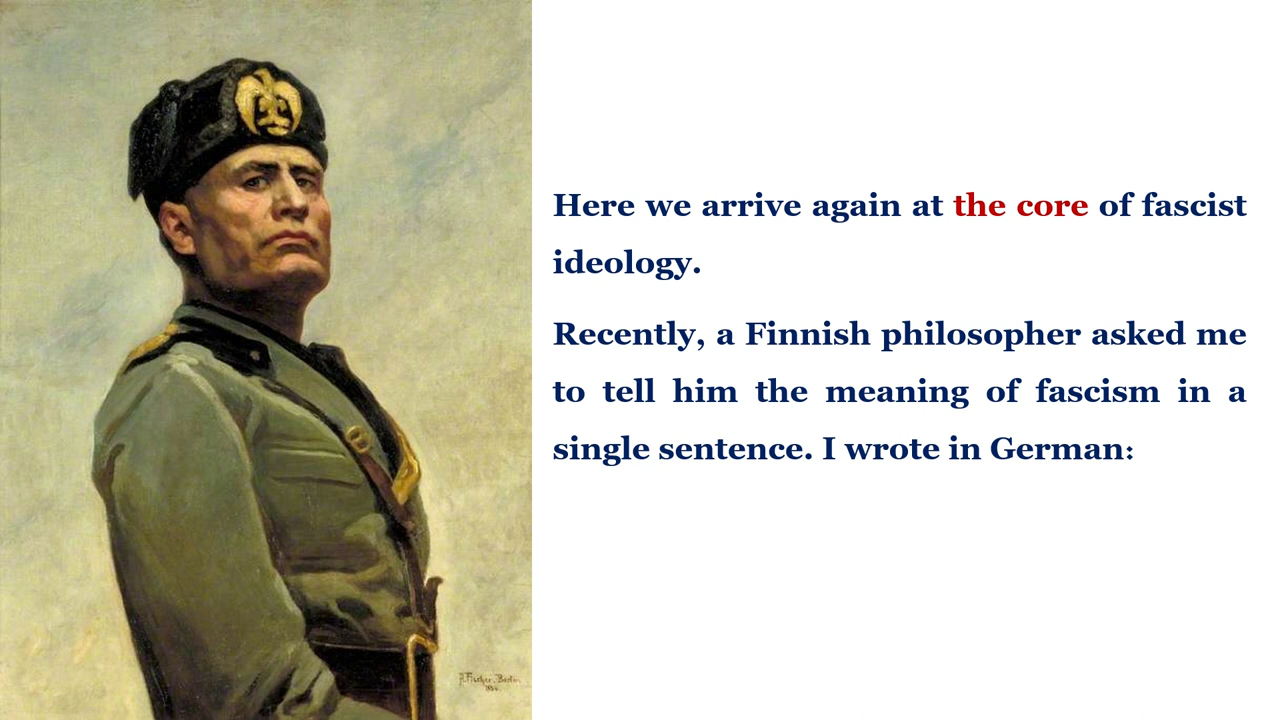 Here we arrive again at the core of fascist
ideology.
Recently, a Finnish philosopher asked me
to tell him the meaning of fascism in a
single sentence. I wrote in German: